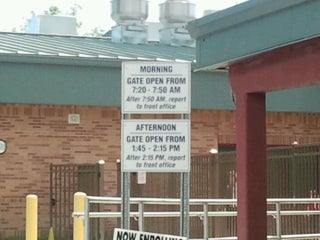 MORNING
GATE OPEN FROM
7:20 - 7:50 AM
After 7:50 AM, report
to front office
AFTERNOON
GATE OPEN FROM
1:45 - 2:15 PM
After 2:15 PM, report
to front office
NOW ENROLLING